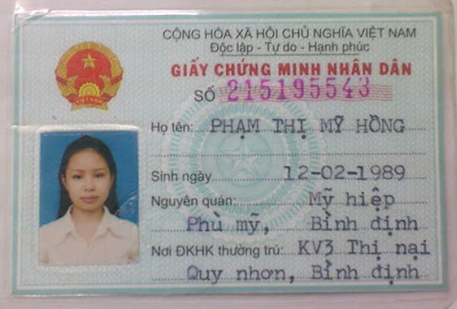 CỘNG HÒA XÃ HỘI CHỦ NGHĨA VIỆT NAM
Độc lập - Tự do - Hạnh phúc
GIẤY CHỨNG MINH NHÂN DÂN
SỐ 215195543
Họ tên: PHẠM THỊ MỸ HỒNG
Sinh ngày 12-02-1989
Nguyên quán: Mỹ hiệp
Phù mỹ, Bình định
Nơi ĐKHK thường trú: KV3 Thị nại
Quy nhơn, Bình định
VIỆT NAM